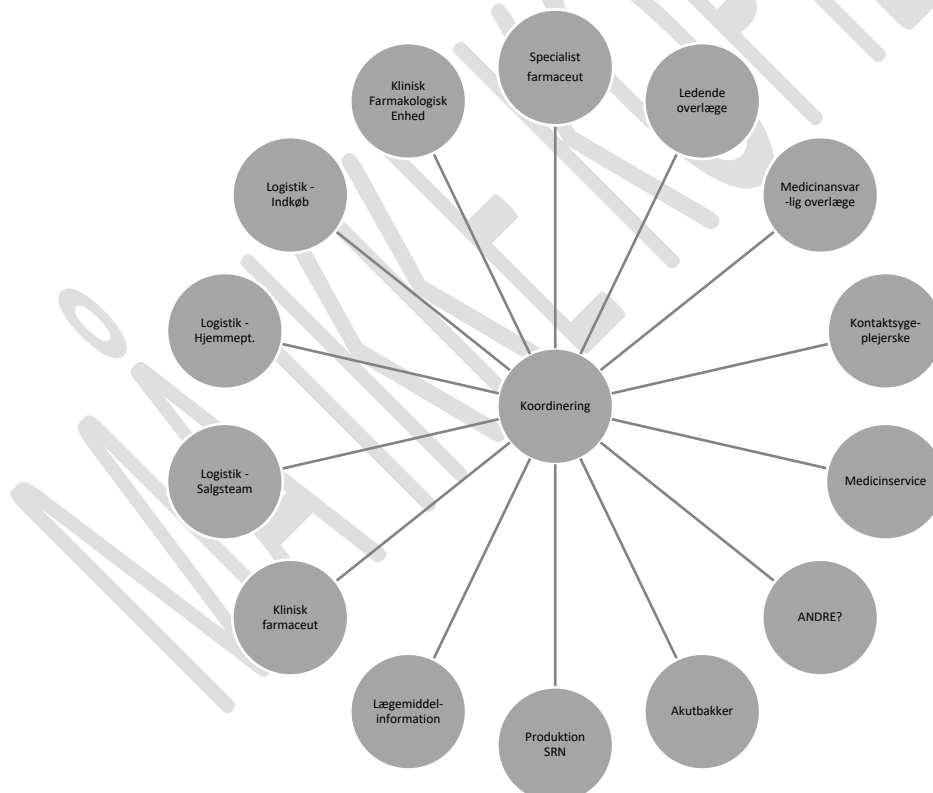 Specialist
farmaceut
Ledende
overlæge
Medicinansvar
-lig overlæge
Kontaktsyge-
plejerske
Medicinservice
ANDRE?
Akutbakker
Produktion
SRN
Lægemiddel-
information
Klinisk
farmaceut
Logistik -
Salgsteam
Logistik -
Hjemmept.
Logistik -
Indkøb
Klinisk
Farmakologisk
Enhed
Koordinering